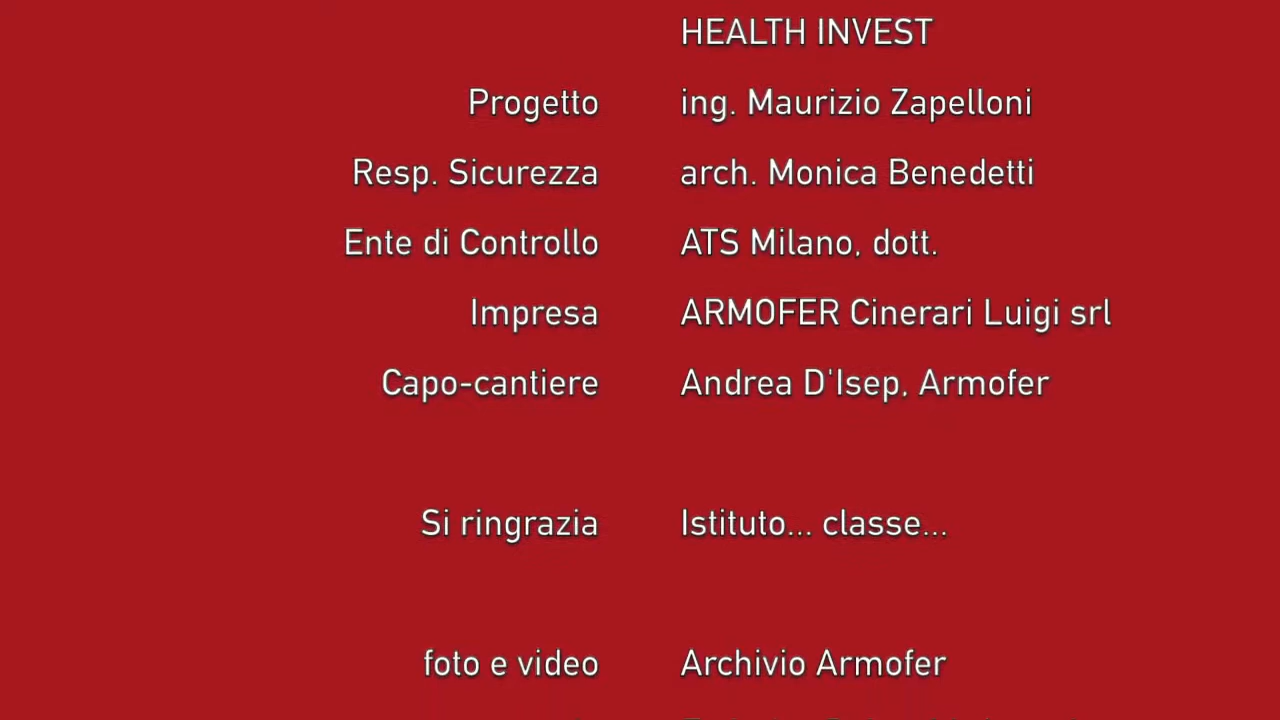 HEALTH INVEST
Progetto ing. Maurizio Zapelloni
Resp. Sicurezza arch. Monica Benedetti
Ente di Controllo ATS Milano, dott.
Impresa ARMOFER Cinerari Luigi srl
Capo-cantiere Andrea D'Isep, Armofer
Si ringrazia Istituto... classe...
foto e video Archivio Armofer